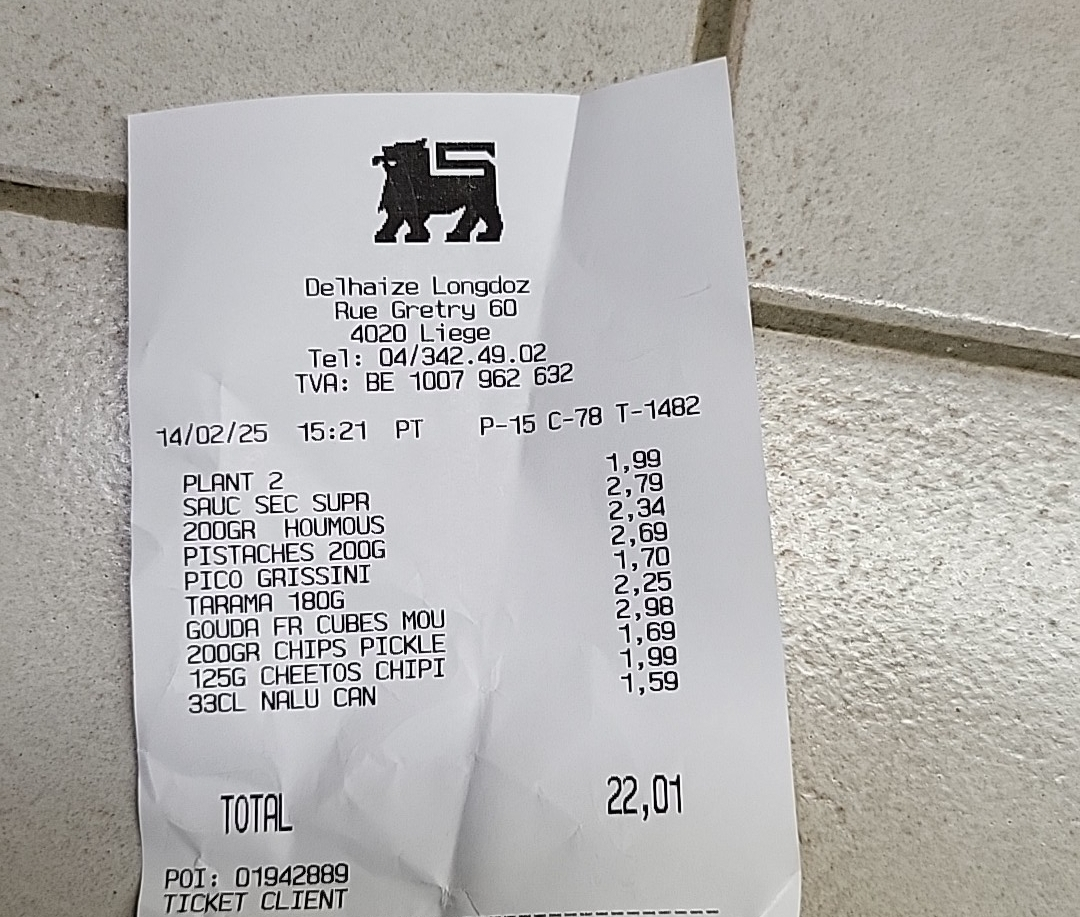 Delhaize Longdoz
Rue Gretry 60
4020 Liege
Tel: 04/342.49.02
TVA: BE 1007 962 632
14/02/25 15:21 PT P-15 C-78 T-1482
PLANT 2 1,99
SAUC SEC SUPR 2,79
200GR HOUMOUS 2,34
PISTACHES 200G 2,69
PICO GRISSINI 1,70
TARAMA 180G 2,25
GOUDA FR CUBES MOU 2,98
200GR CHIPS PICKLE 1,69
125G CHEETOS CHIPI 1,99
33CL NALU CAN 1,59
TOTAL 22,01
POI: 01942889
TICKET CLIENT